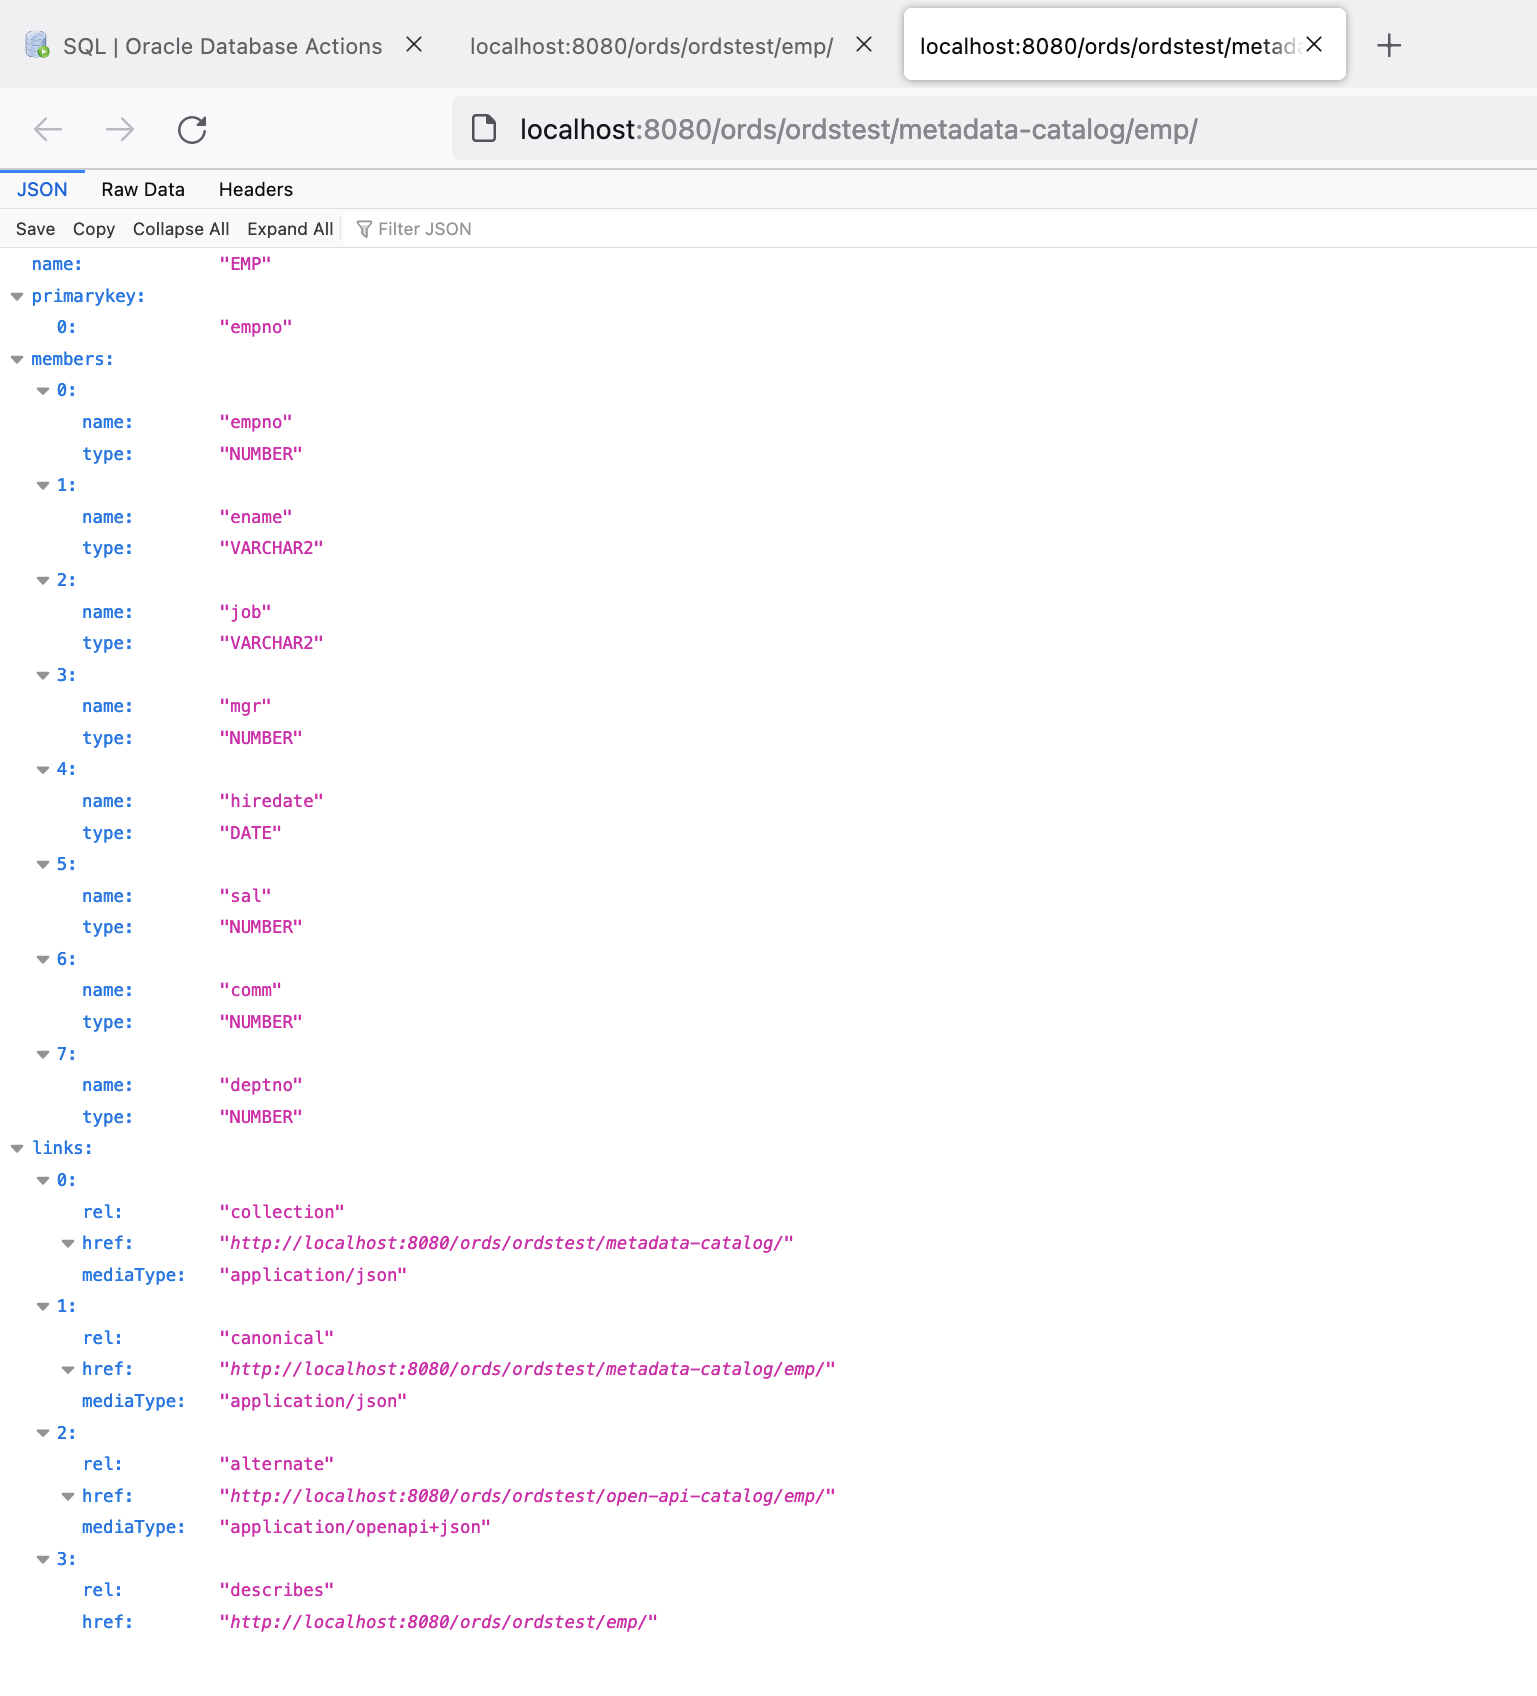 SQL | Oracle Database Actions
localhost:8080/ords/ordstest/emp/
localhost:8080/ords/ordstest/metada
localhost:8080/ords/ordstest/metadata-catalog/emp/
JSON Raw Data Headers
Save Copy Collapse All Expand All Filter JSON
name: "EMP"
primarykey:
0: "empno"
members:
0:
name: "empno"
type: "NUMBER"
1:
name: "ename"
type: "VARCHAR2"
2:
name: "job"
type: "VARCHAR2"
3:
name: "mgr"
type: "NUMBER"
4:
name: "hiredate"
type: "DATE"
5:
name: "sal"
type: "NUMBER"
6:
name: "comm"
type: "NUMBER"
7:
name: "deptno"
type: "NUMBER"
links:
0:
rel: "collection"
href: "http://localhost:8080/ords/ordstest/metadata-catalog/"
mediaType: "application/json"
1:
rel: "canonical"
href: "http://localhost:8080/ords/ordstest/metadata-catalog/emp/"
mediaType: "application/json"
2:
rel: "alternate"
href: "http://localhost:8080/ords/ordstest/open-api-catalog/emp/"
mediaType: "application/openapi+json"
3:
rel: "describes"
href: "http://localhost:8080/ords/ordstest/emp/"